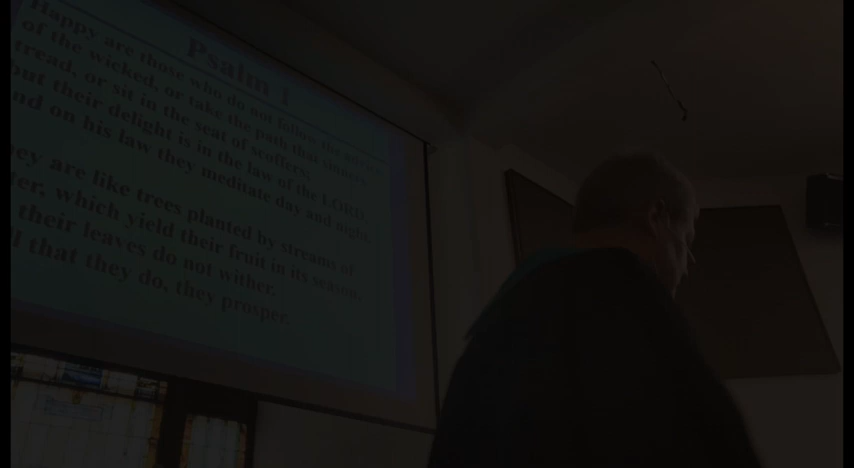 Psalm 1
Happy are those who do not follow the advice
of the wicked, or take the path that sinners
tread, or sit in the seat of scoffers,
but their delight is in the law of the LORD,
and on his law they meditate day and night.
They are like trees planted by streams of
water, which yield their fruit in its season,
their leaves do not wither.
all that they do, they prosper.